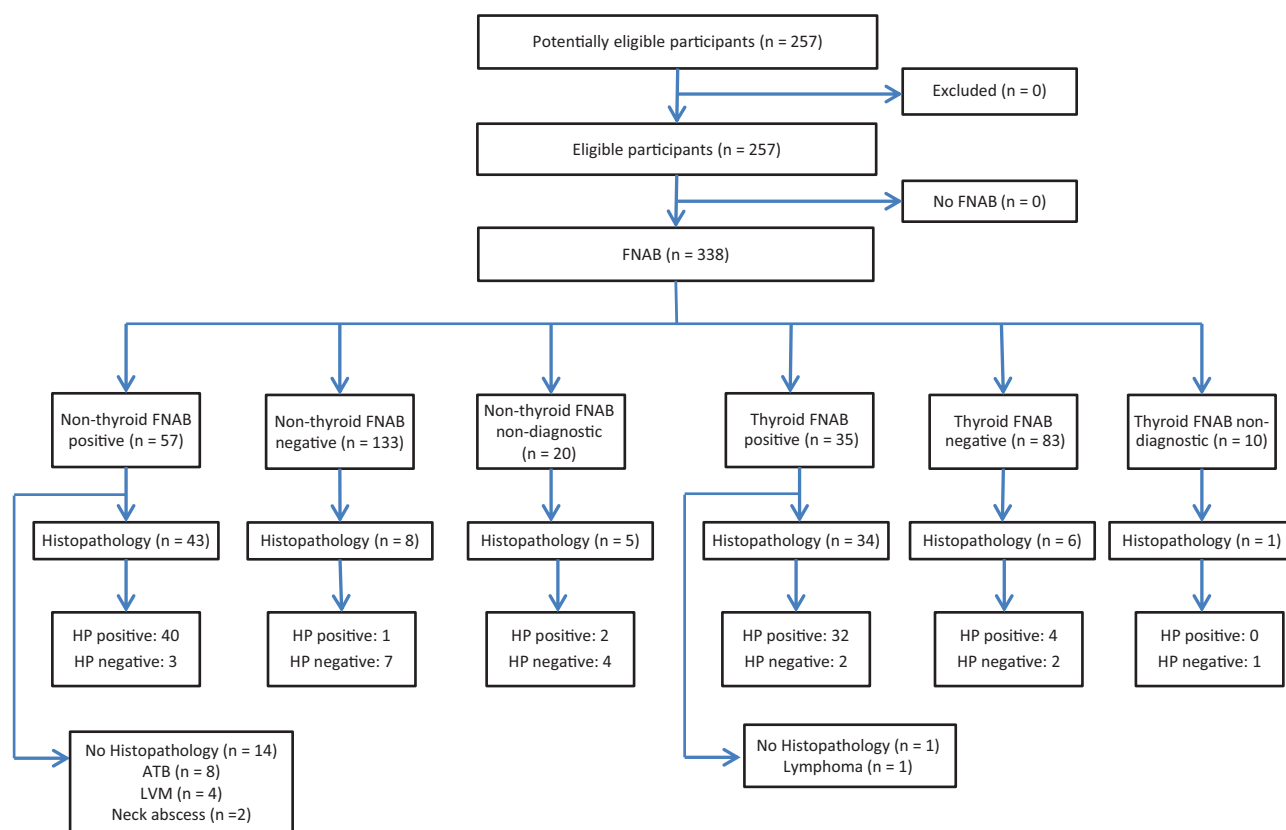 Potentially eligible participants (n = 257)
Excluded (n = 0)
Eligible participants (n = 257)
No FNAB (n = 0)
FNAB (n = 338)
Non-thyroid FNAB
positive (n = 57)
Non-thyroid FNAB
negative (n = 133)
Non-thyroid FNAB
non-diagnostic
(n = 20)
Thyroid FNAB
positive (n = 35)
Thyroid FNAB
negative (n = 83)
Thyroid FNAB non-
diagnostic (n = 10)
Histopathology (n = 43)
Histopathology (n = 8)
Histopathology (n = 5)
Histopathology (n = 34)
Histopathology (n = 6)
Histopathology (n = 1)
HP positive: 40
HP negative: 3
HP positive: 1
HP negative: 7
HP positive: 2
HP negative: 4
HP positive: 32
HP negative: 2
HP positive: 4
HP negative: 2
HP positive: 0
HP negative: 1
No Histopathology (n = 14)
ATB (n = 8)
LVM (n = 4)
Neck abscess (n =2)
No Histopathology (n = 1)
Lymphoma (n = 1)